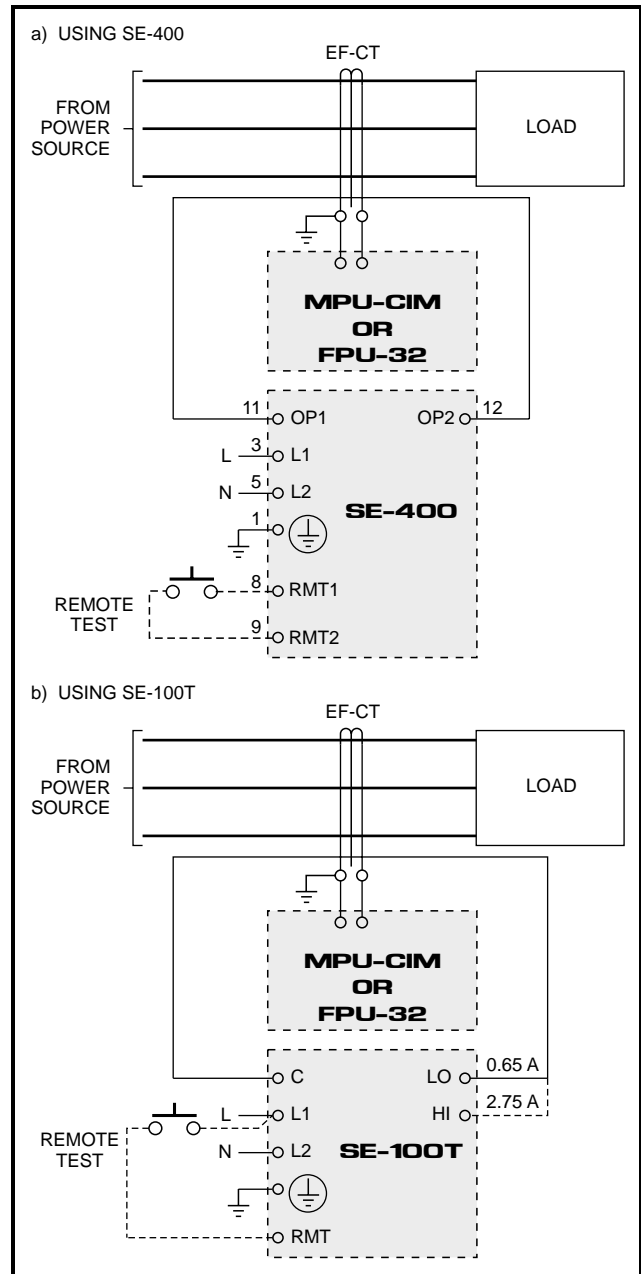 a) USING SE-400
EF-CT
FROM
POWER
SOURCE
LOAD
MPU-CIM
OR
FPU-32
11 OP1
OP2 12
L 3 L1
N 5 L2
SE-400
1
8 RMT1
REMOTE
TEST
9 RMT2
b) USING SE-100T
EF-CT
FROM
POWER
SOURCE
LOAD
MPU-CIM
OR
FPU-32
C
LO 0.65 A
L L1
HI 2.75 A
REMOTE
TEST
N L2
SE-100T
RMT